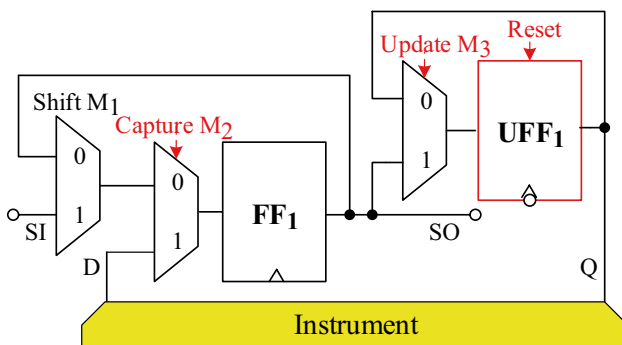 Update M3
Reset
Shift M1
Capture M2
0
1
0
1
0
1
FF1
UFF1
SI
SO
D
Q
Instrument